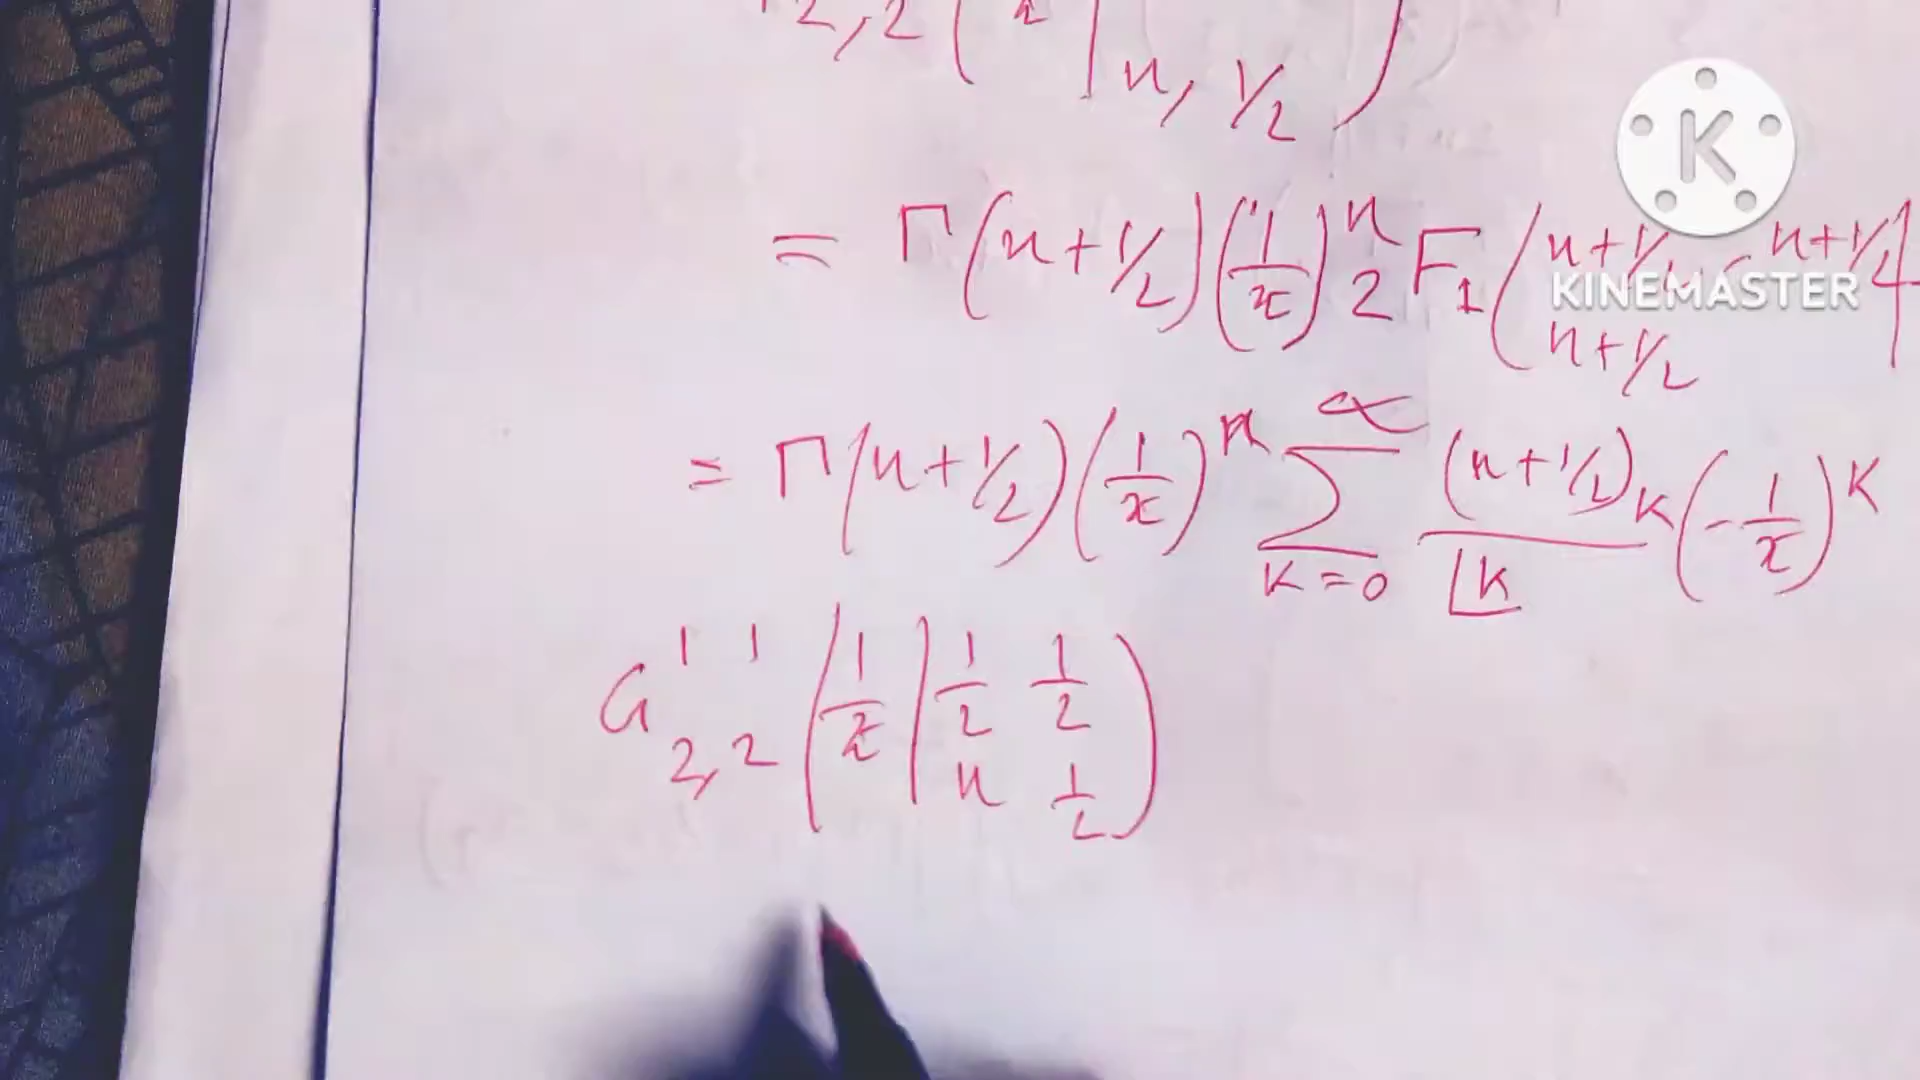 2,2 ( x | n, 1/2 )
= Γ(n+1/2) (1/x)^n 2F1 ( n+1/2 n+1/2
n+1/2
= Γ(n+1/2) (1/x)^n ∑_{K=0}^{∝} (n+1/2)_K / ⌊K (-1/x)^K
G^{1 1}_{2,2} ( 1/x | 1/2 1/2
n 1/2 )
K
KINEMASTER